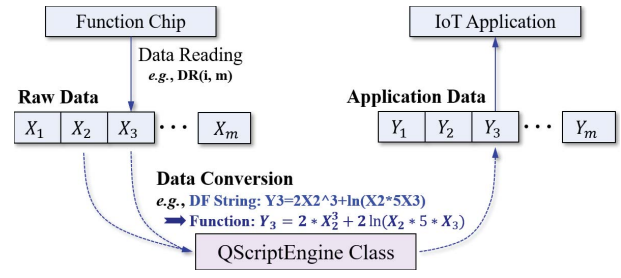 Function Chip
IoT Application
Data Reading
e.g., DR(i, m)
Raw Data
Application Data
X₁ X₂ X₃ ··· Xₘ
Y₁ Y₂ Y₃ ··· Yₘ
Data Conversion
e.g., DF String: Y3=2X2^3+ln(X2*5X3)
➡ Function: Y₃ = 2 * X₂³ + 2 ln(X₂ * 5 * X₃)
QScriptEngine Class